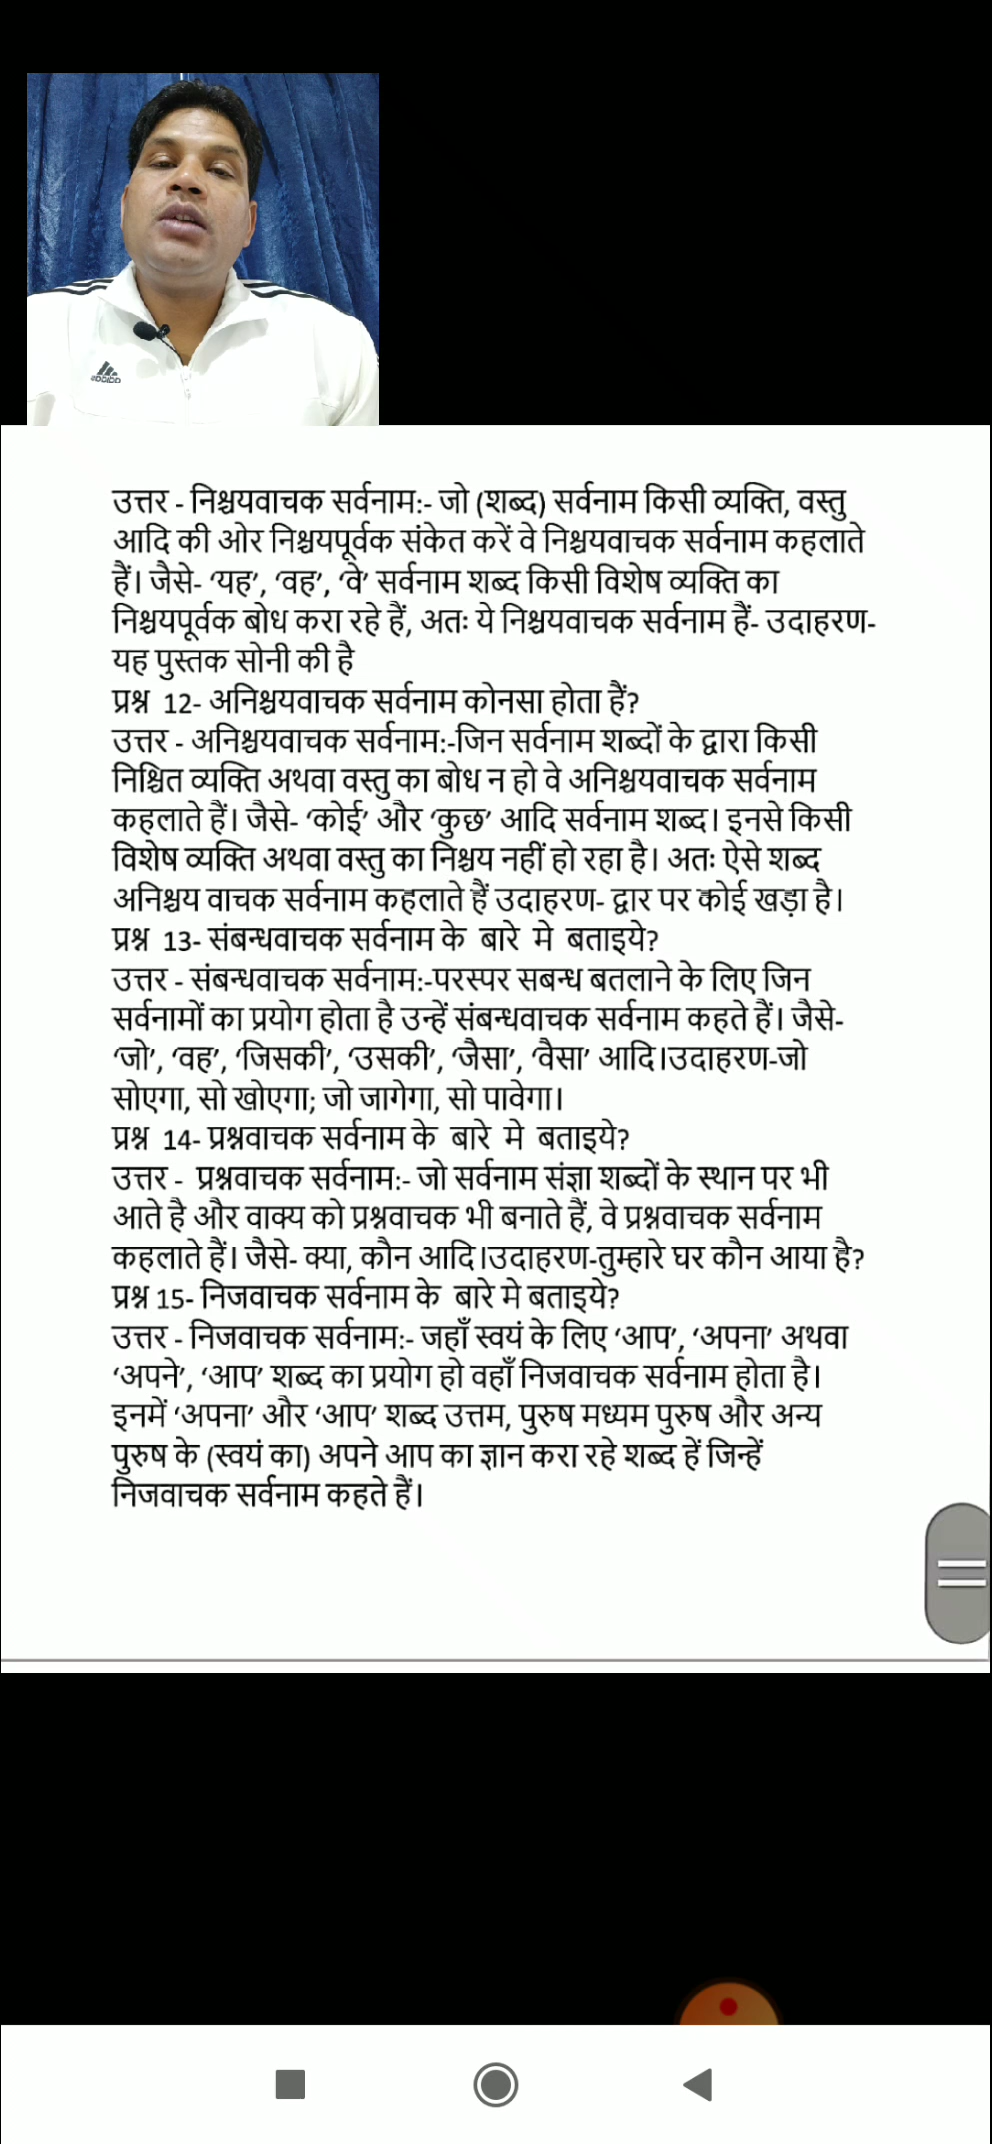 adidas
उत्तर - निश्चयवाचक सर्वनाम:- जो (शब्द) सर्वनाम किसी व्यक्ति, वस्तु
आदि की ओर निश्चयपूर्वक संकेत करें वे निश्चयवाचक सर्वनाम कहलाते
हैं। जैसे- ‘यह’, ‘वह’, ‘वे’ सर्वनाम शब्द किसी विशेष व्यक्ति का
निश्चयपूर्वक बोध करा रहे हैं, अतः ये निश्चयवाचक सर्वनाम हैं- उदाहरण-
यह पुस्तक सोनी की है
प्रश्न 12- अनिश्चयवाचक सर्वनाम कोनसा होता हैं?
उत्तर - अनिश्चयवाचक सर्वनाम:-जिन सर्वनाम शब्दों के द्वारा किसी
निश्चित व्यक्ति अथवा वस्तु का बोध न हो वे अनिश्चयवाचक सर्वनाम
कहलाते हैं। जैसे- ‘कोई’ और ‘कुछ’ आदि सर्वनाम शब्द। इनसे किसी
विशेष व्यक्ति अथवा वस्तु का निश्चय नहीं हो रहा है। अतः ऐसे शब्द
अनिश्चय वाचक सर्वनाम कहलाते हैं उदाहरण- द्वार पर कोई खड़ा है।
प्रश्न 13- संबन्धवाचक सर्वनाम के बारे मे बताइये?
उत्तर - संबन्धवाचक सर्वनाम:-परस्पर सबन्ध बतलाने के लिए जिन
सर्वनामों का प्रयोग होता है उन्हें संबन्धवाचक सर्वनाम कहते हैं। जैसे-
‘जो’, ‘वह’, ‘जिसकी’, ‘उसकी’, ‘जैसा’, ‘वैसा’ आदि।उदाहरण-जो
सोएगा, सो खोएगा; जो जागेगा, सो पावेगा।
प्रश्न 14- प्रश्नवाचक सर्वनाम के बारे मे बताइये?
उत्तर - प्रश्नवाचक सर्वनाम:- जो सर्वनाम संज्ञा शब्दों के स्थान पर भी
आते है और वाक्य को प्रश्नवाचक भी बनाते हैं, वे प्रश्नवाचक सर्वनाम
कहलाते हैं। जैसे- क्या, कौन आदि।उदाहरण-तुम्हारे घर कौन आया है?
प्रश्न 15- निजवाचक सर्वनाम के बारे मे बताइये?
उत्तर - निजवाचक सर्वनाम:- जहाँ स्वयं के लिए ‘आप’, ‘अपना’ अथवा
‘अपने’, ‘आप’ शब्द का प्रयोग हो वहाँ निजवाचक सर्वनाम होता है।
इनमें ‘अपना’ और ‘आप’ शब्द उत्तम, पुरुष मध्यम पुरुष और अन्य
पुरुष के (स्वयं का) अपने आप का ज्ञान करा रहे शब्द हें जिन्हें
निजवाचक सर्वनाम कहते हैं।